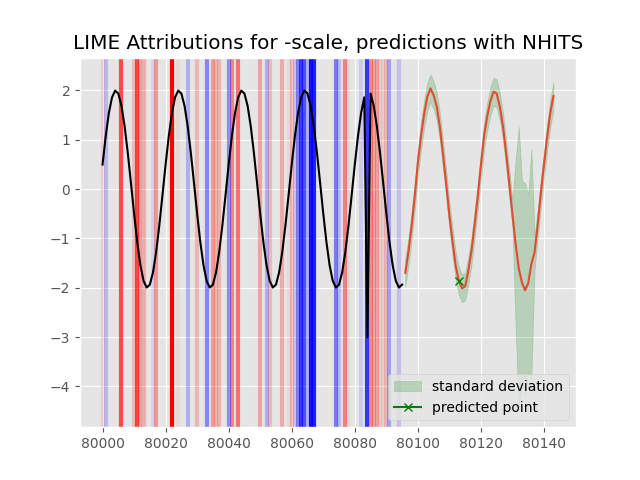 LIME Attributions for -scale, predictions with NHITS
2
1
0
−1
−2
−3
−4
standard deviation
predicted point
80000 80020 80040 80060 80080 80100 80120 80140